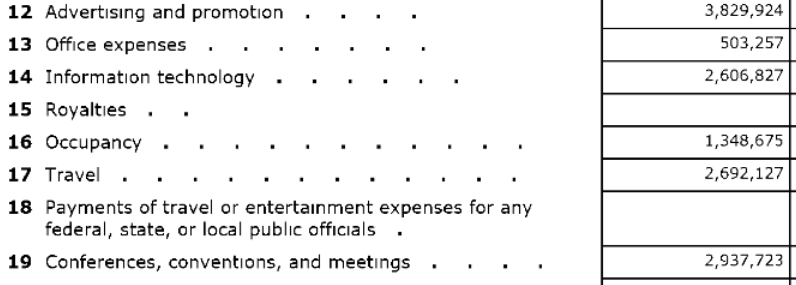 12 Advertising and promotion . . . . 3,829,924
13 Office expenses . . . . . . . 503,257
14 Information technology . . . . . . 2,606,827
15 Royalties . .
16 Occupancy . . . . . . . . . . . 1,348,675
17 Travel . . . . . . . . . . . . 2,692,127
18 Payments of travel or entertainment expenses for any
federal, state, or local public officials .
19 Conferences, conventions, and meetings . . . . 2,937,723